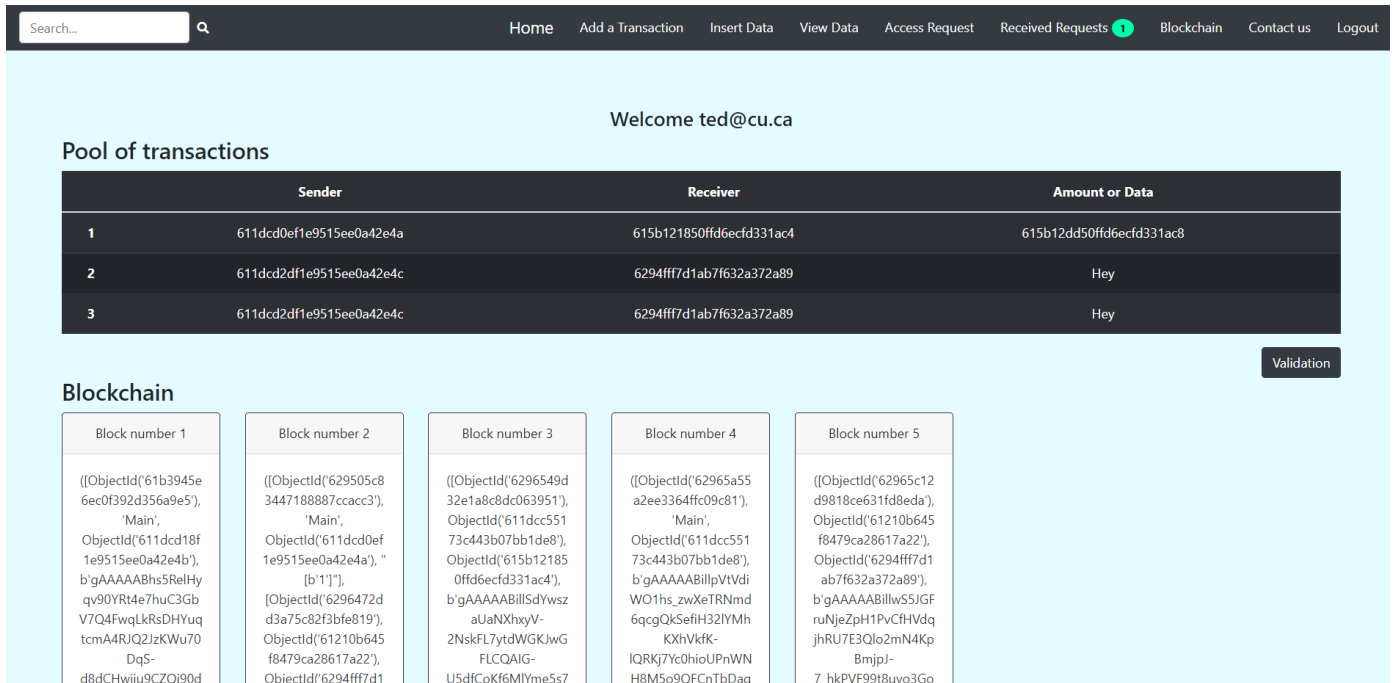 Search... Home Add a Transaction Insert Data View Data Access Request Received Requests 1 Blockchain Contact us Logout
Welcome ted@cu.ca
Pool of transactions
Sender Receiver Amount or Data
1 611dcd0ef1e9515ee0a42e4a 615b121850ffd6ecfd331ac4 615b12dd50ffd6ecfd331ac8
2 611dcd2df1e9515ee0a42e4c 6294fff7d1ab7f632a372a89 Hey
3 611dcd2df1e9515ee0a42e4c 6294fff7d1ab7f632a372a89 Hey
Validation
Blockchain
Block number 1
([ObjectId('61b3945e
6ec0f392d356a9e5'),
'Main',
ObjectId('611dcd18f
1e9515ee0a42e4b'),
b'gAAAAABhs5RelHy
qv90YRt4e7huC3Gb
V7Q4FwqLkRsDHYuq
tcmA4RJQ2JzKWu70
DqS-
d8dCHwiju9CZQi90d
Block number 2
([ObjectId('629505c8
3447188887ccacc3'),
'Main',
ObjectId('611dcd0ef
1e9515ee0a42e4a'), "
[b'1']"],
[ObjectId('6296472d
d3a75c82f3bfe819'),
ObjectId('61210b645
f8479ca28617a22'),
ObjectId('6294fff7d1
Block number 3
([ObjectId('6296549d
32e1a8c8dc063951'),
ObjectId('611dcc551
73c443b07bb1de8'),
ObjectId('615b12185
0ffd6ecfd331ac4'),
b'gAAAAABillSdYwsz
aUaNXhxyV-
2NskFL7ytdWGKJwG
FLCQAIG-
U5dfCoKf6MlYme5s7
Block number 4
([ObjectId('62965a55
a2ee3364ffc09c81'),
'Main',
ObjectId('611dcc551
73c443b07bb1de8'),
b'gAAAAABillpVtVdi
WO1hs_zwXeTRNmd
6qcgQkSefiH32lYMh
KXhVkfK-
lQRKj7Yc0hioUPnWN
H8M5o9QFCnTbDaq
Block number 5
([ObjectId('62965c12
d9818ce631fd8eda'),
ObjectId('61210b645
f8479ca28617a22'),
ObjectId('6294fff7d1
ab7f632a372a89'),
b'gAAAAABillwS5JGF
ruNjeZpH1PvCfHVdq
jhRU7E3Qlo2mN4Kp
BmjpJ-
7_hkPVF99t8uvo3Go